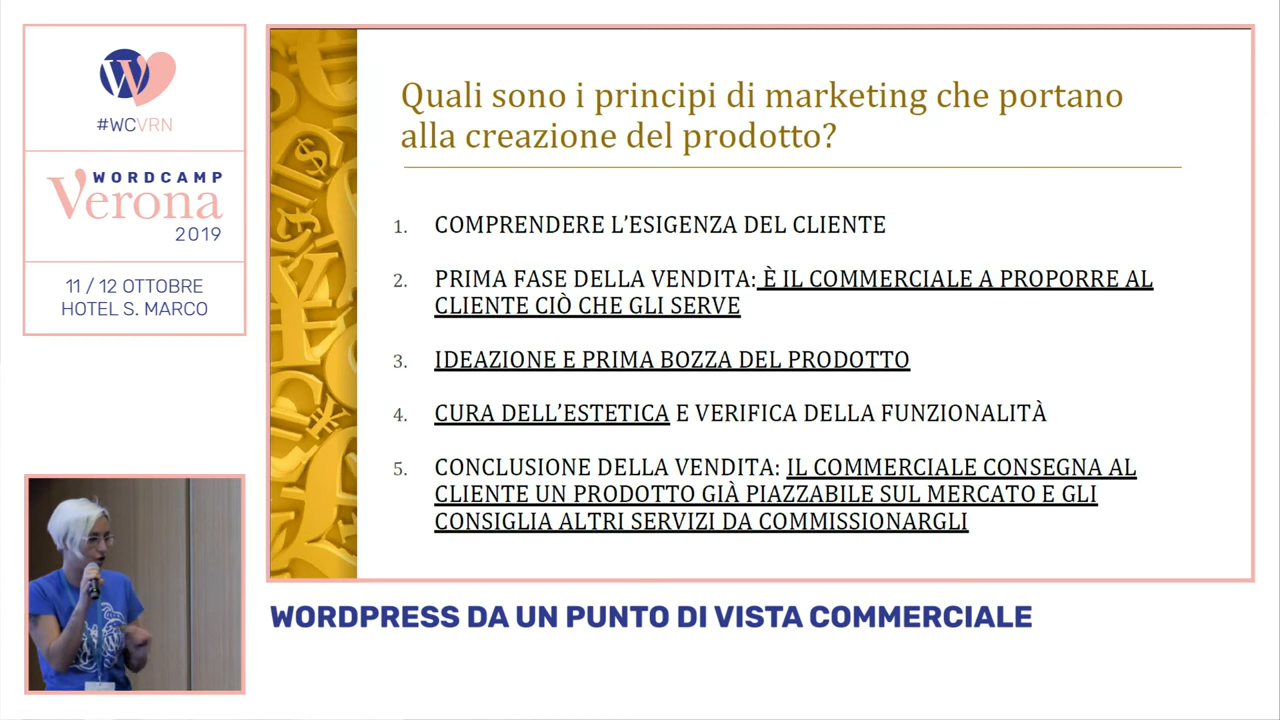 #WCVRN
WORDCAMP
Verona
2019
11 / 12 OTTOBRE
HOTEL S. MARCO
Quali sono i principi di marketing che portano
alla creazione del prodotto?
1. COMPRENDERE L’ESIGENZA DEL CLIENTE
2. PRIMA FASE DELLA VENDITA: È IL COMMERCIALE A PROPORRE AL
CLIENTE CIÒ CHE GLI SERVE
3. IDEAZIONE E PRIMA BOZZA DEL PRODOTTO
4. CURA DELL’ESTETICA E VERIFICA DELLA FUNZIONALITÀ
5. CONCLUSIONE DELLA VENDITA: IL COMMERCIALE CONSEGNA AL
CLIENTE UN PRODOTTO GIÀ PIAZZABILE SUL MERCATO E GLI
CONSIGLIA ALTRI SERVIZI DA COMMISSIONARGLI
WORDPRESS DA UN PUNTO DI VISTA COMMERCIALE